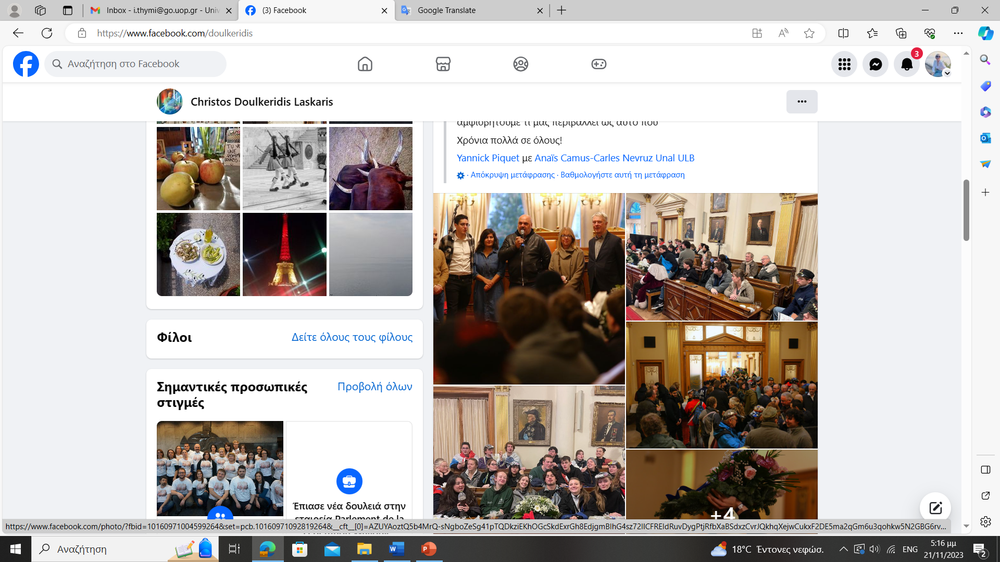 Inbox - i.thymi@go.uop.gr - Univ
(3) Facebook
Google Translate
https://www.facebook.com/doulkeridis
Αναζήτηση στο Facebook
3
Christos Doulkeridis Laskaris
αμφισβητούμε τι μας περιβάλλει ως αυτό που
Χρόνια πολλά σε όλους!
Yannick Piquet με Anaïs Camus-Carles Nevruz Unal ULB
· Απόκρυψη μετάφρασης · Βαθμολογήστε αυτή τη μετάφραση
TU VE
UNE
POMME
Φίλοι
Δείτε όλους τους φίλους
Σημαντικές προσωπικές
στιγμές
Προβολή όλων
Έπιασε νέα δουλειά στην
εταιρεία Parlement de la
+4
https://www.facebook.com/photo/?fbid=10160971004599264&set=pcb.10160971092819264&__cft__[0]=AZUYAoztQ5b4MrQ-sNgboZeSg41pTQDkziEKhOGcSkdExrGh8EdjgmBIhG4sz72IlCFREIdRuvDygPtjRfbXaBSdxzCvrJQkhqXejwCukxF2DE5ma2qGm6u3qohkw5N2GBG6rv...
Αναζήτηση
18°C Έντονες νεφώσ.
ENG
5:16 μμ
21/11/2023
2